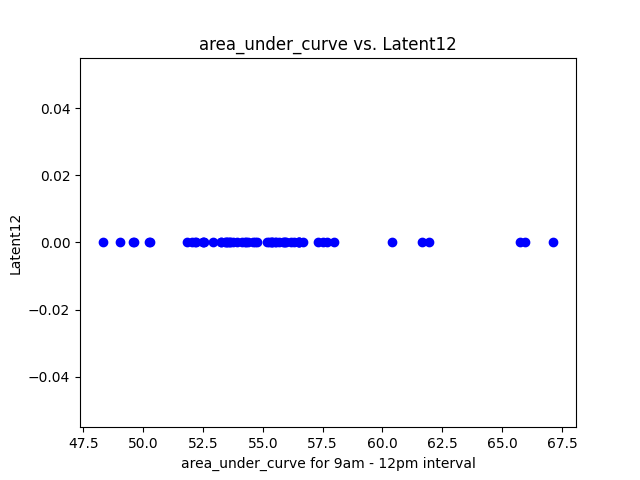 area_under_curve vs. Latent12
0.04
0.02
0.00
−0.02
−0.04
Latent12
47.5 50.0 52.5 55.0 57.5 60.0 62.5 65.0 67.5
area_under_curve for 9am - 12pm interval